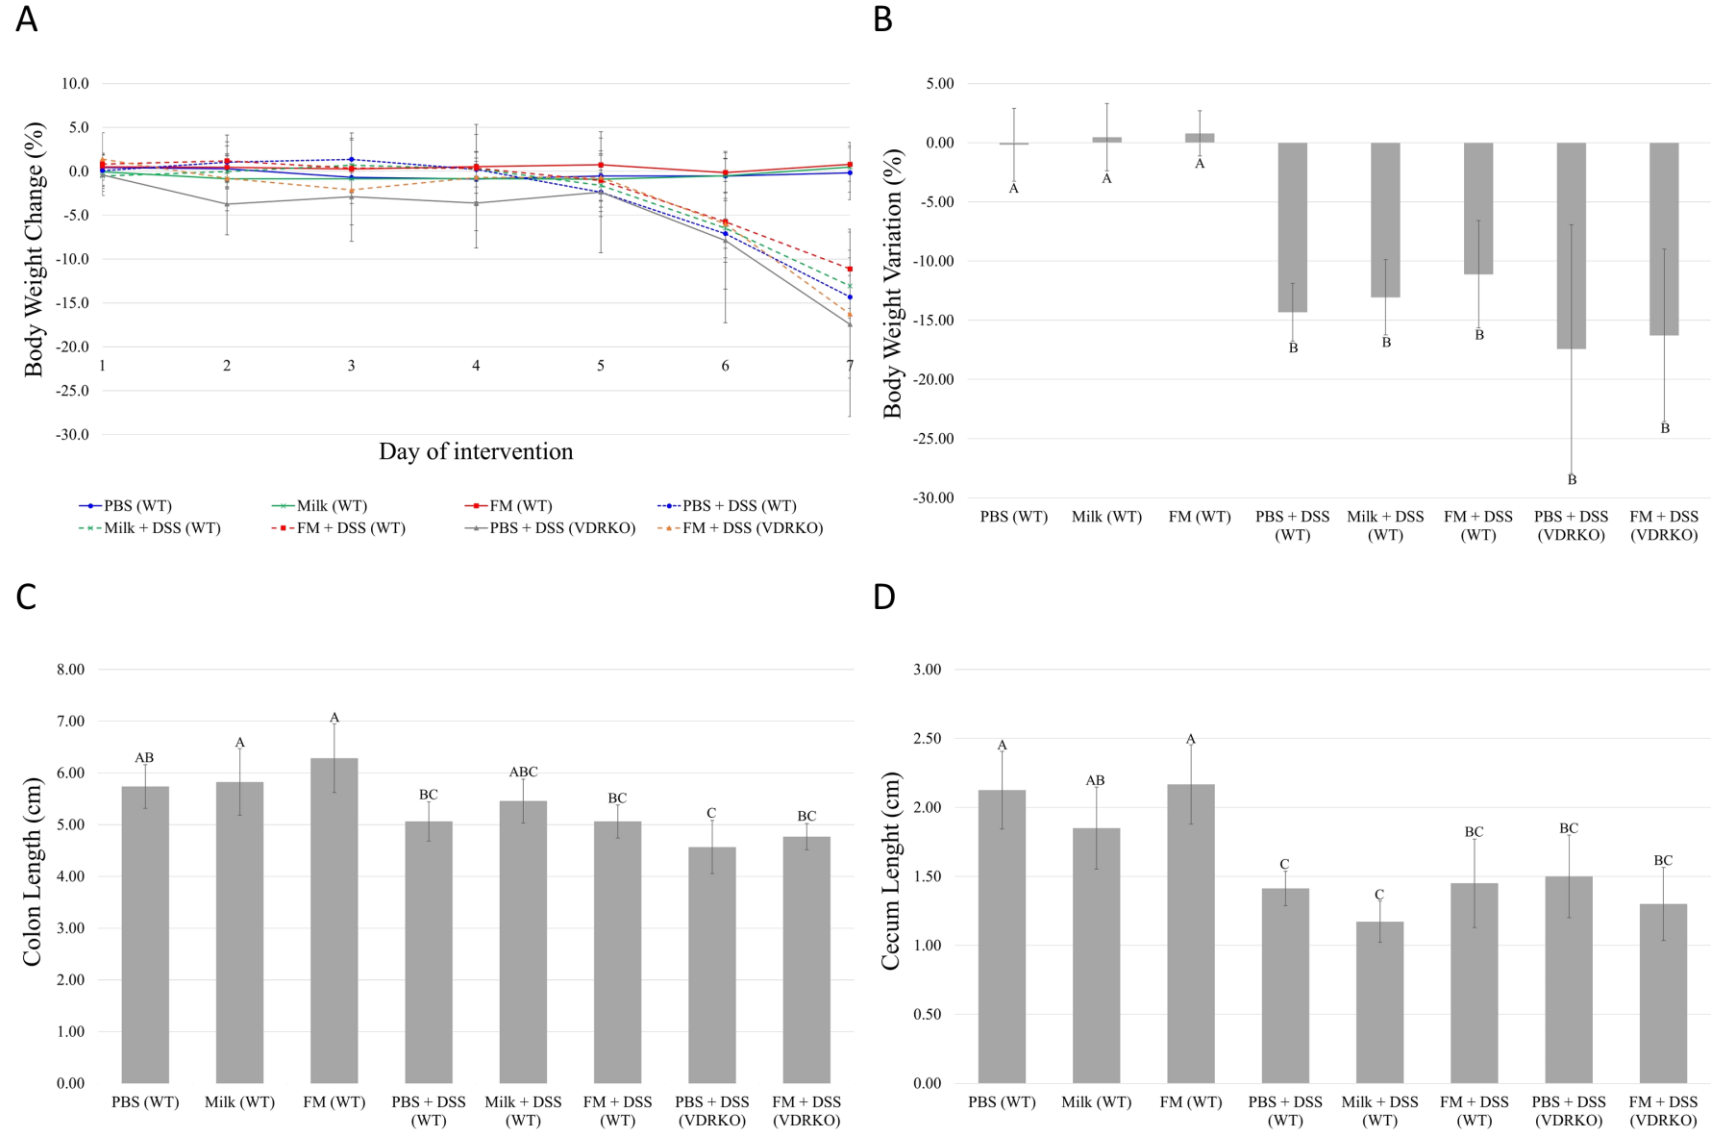 A
10.0
5.0
0.0
-5.0
-10.0
-15.0
-20.0
-25.0
-30.0
1 2 3 4 5 6 7
Body Weight Change (%)
Day of intervention
PBS (WT) Milk (WT) FM (WT) PBS + DSS (WT)
Milk + DSS (WT) FM + DSS (WT) PBS + DSS (VDRKO) FM + DSS (VDRKO)
B
5.00
0.00
-5.00
-10.00
-15.00
-20.00
-25.00
-30.00
Body Weight Variation (%)
A A A B B B B B
PBS (WT) Milk (WT) FM (WT) PBS + DSS Milk + DSS FM + DSS PBS + DSS FM + DSS
(WT) (WT) (WT) (VDRKO) (VDRKO)
C
8.00
7.00
6.00
5.00
4.00
3.00
2.00
1.00
0.00
Colon Length (cm)
AB A A BC ABC BC C BC
PBS (WT) Milk (WT) FM (WT) PBS + DSS Milk + DSS FM + DSS PBS + DSS FM + DSS
(WT) (WT) (WT) (VDRKO) (VDRKO)
D
3.00
2.50
2.00
1.50
1.00
0.50
0.00
Cecum Lenght (cm)
A AB A C C BC BC BC
PBS (WT) Milk (WT) FM (WT) PBS + DSS Milk + DSS FM + DSS PBS + DSS FM + DSS
(WT) (WT) (WT) (VDRKO) (VDRKO)